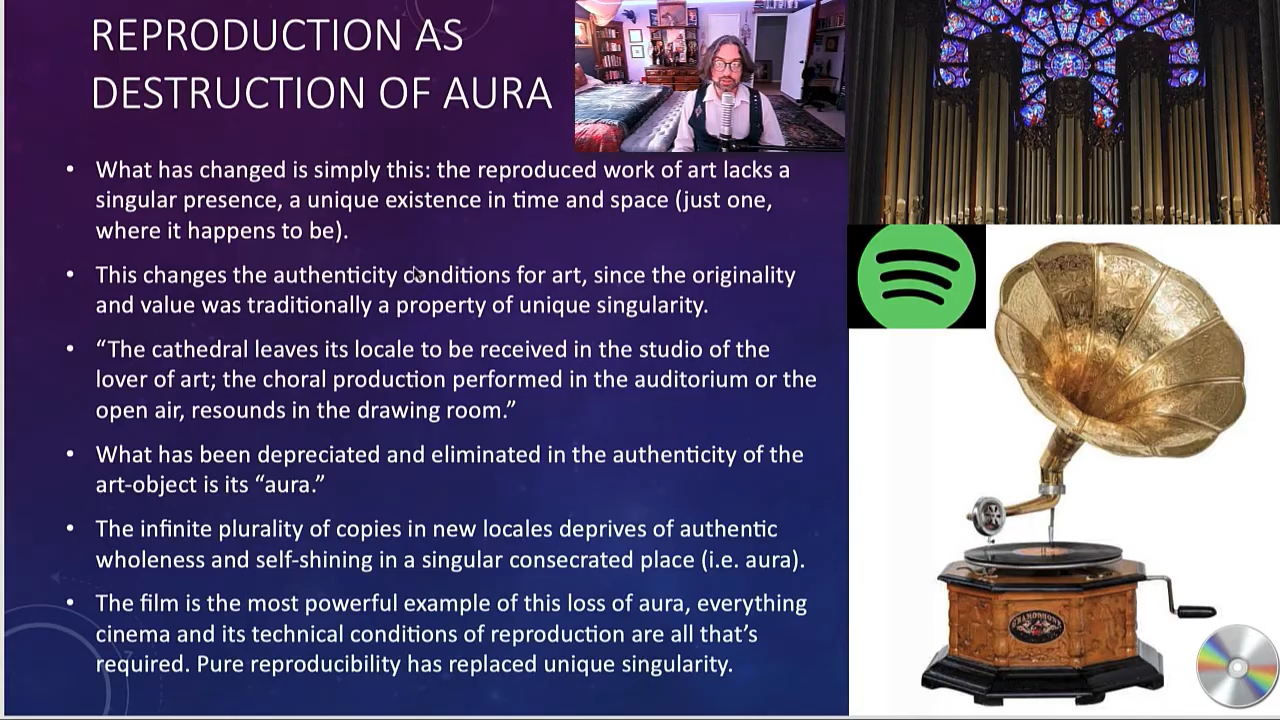 REPRODUCTION AS
DESTRUCTION OF AURA
• What has changed is simply this: the reproduced work of art lacks a
singular presence, a unique existence in time and space (just one,
where it happens to be).
• This changes the authenticity conditions for art, since the originality
and value was traditionally a property of unique singularity.
• “The cathedral leaves its locale to be received in the studio of the
lover of art; the choral production performed in the auditorium or the
open air, resounds in the drawing room.”
• What has been depreciated and eliminated in the authenticity of the
art-object is its “aura.”
• The infinite plurality of copies in new locales deprives of authentic
wholeness and self-shining in a singular consecrated place (i.e. aura).
• The film is the most powerful example of this loss of aura, everything
cinema and its technical conditions of reproduction are all that’s
required. Pure reproducibility has replaced unique singularity.